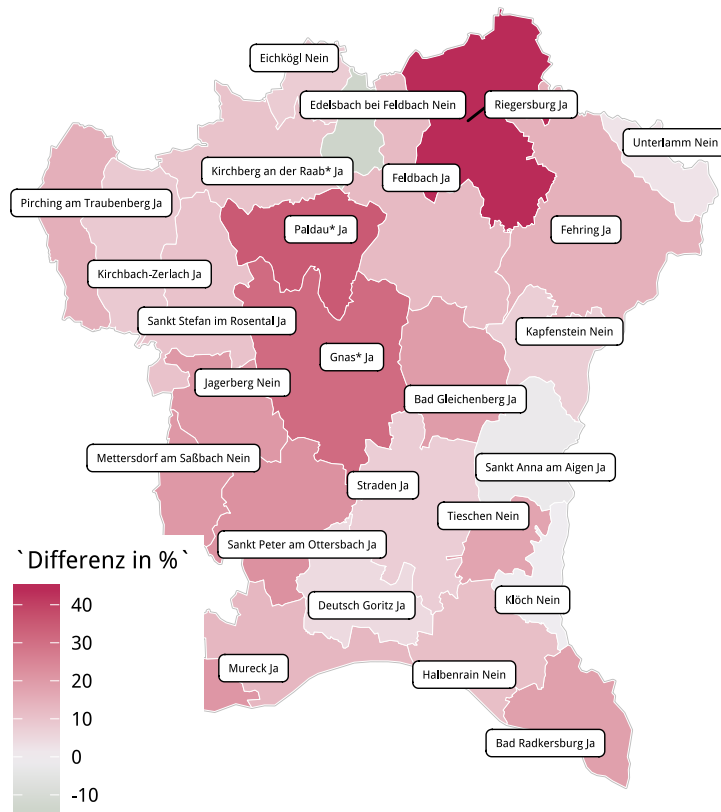 Eichkögl Nein
Edelsbach bei Feldbach Nein
Riegersburg Ja
Unterlamm Nein
Kirchberg an der Raab* Ja
Feldbach Ja
Pirching am Traubenberg Ja
Paldau* Ja
Fehring Ja
Kirchbach-Zerlach Ja
Sankt Stefan im Rosental Ja
Kapfenstein Nein
Gnas* Ja
Jagerberg Nein
Bad Gleichenberg Ja
Mettersdorf am Saßbach Nein
Sankt Anna am Aigen Ja
Straden Ja
Tieschen Nein
Sankt Peter am Ottersbach Ja
`Differenz in %`
Klöch Nein
Deutsch Goritz Ja
40
30
Mureck Ja
Halbenrain Nein
20
10
Bad Radkersburg Ja
0
-10